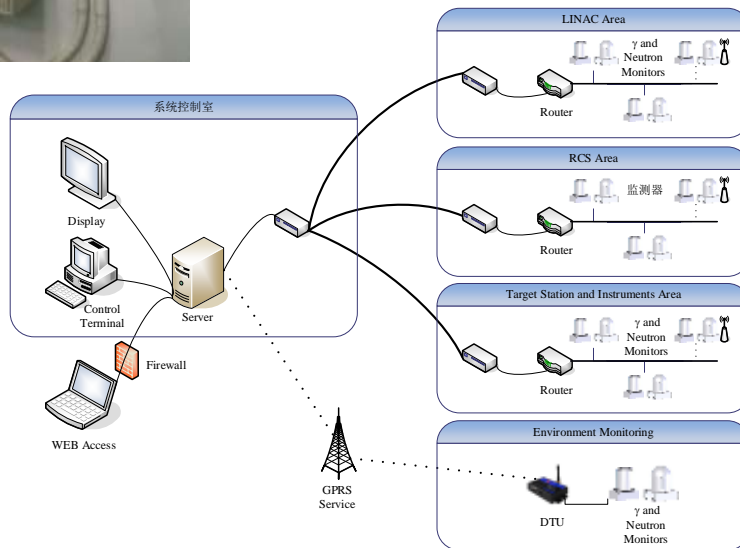 系统控制室
Display
Control
Terminal
Server
Firewall
WEB Access
GPRS
Service
LINAC Area
γ and
Neutron
Monitors
Router
RCS Area
监测器
Router
Target Station and Instruments Area
γ and
Neutron
Monitors
Router
Environment Monitoring
DTU
γ and
Neutron
Monitors